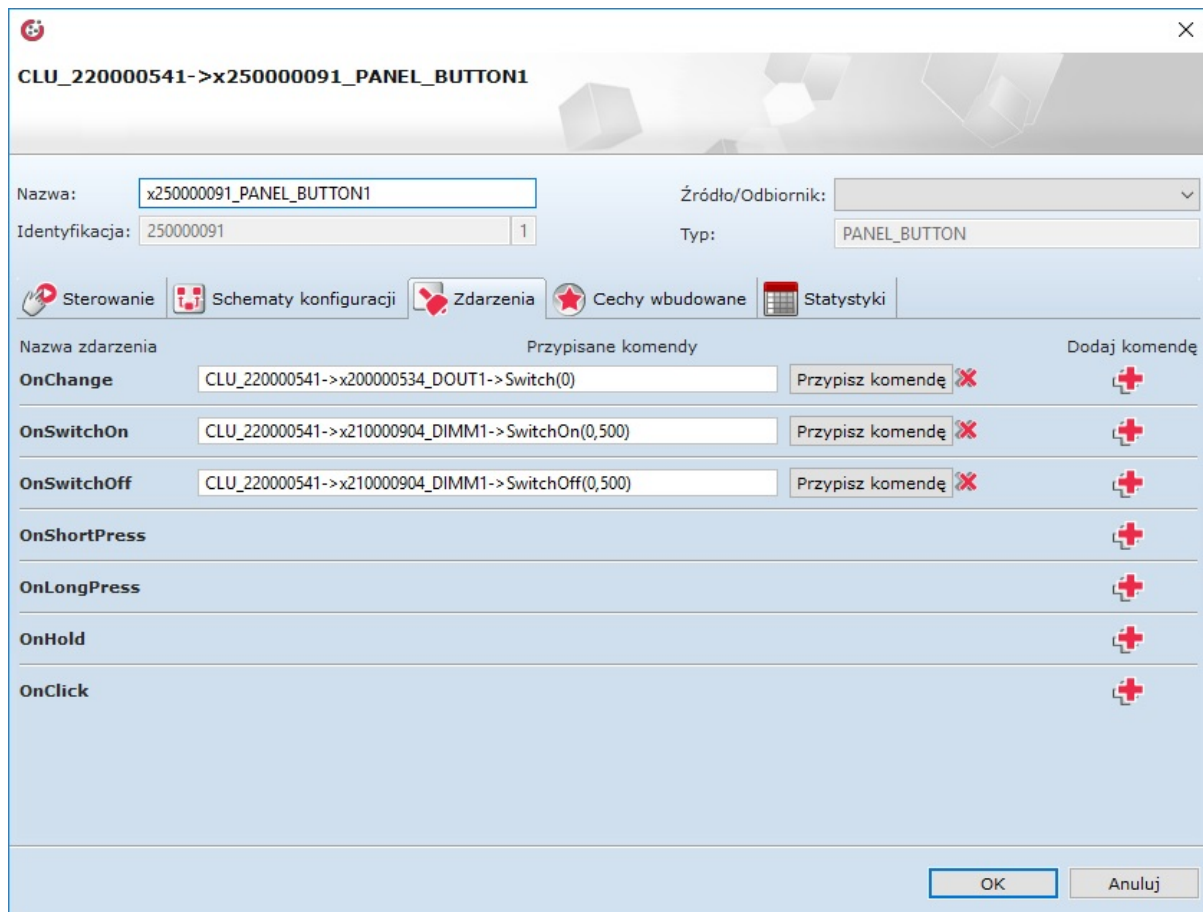 CLU_220000541->x250000091_PANEL_BUTTON1
Nazwa: x250000091_PANEL_BUTTON1 Źródło/Odbiornik:
Identyfikacja: 250000091 1 Typ: PANEL_BUTTON
Sterowanie Schematy konfiguracji Zdarzenia Cechy wbudowane Statystyki
Nazwa zdarzenia Przypisane komendy Dodaj komendę
OnChange CLU_220000541->x200000534_DOUT1->Switch(0) Przypisz komendę
OnSwitchOn CLU_220000541->x210000904_DIMM1->SwitchOn(0,500) Przypisz komendę
OnSwitchOff CLU_220000541->x210000904_DIMM1->SwitchOff(0,500) Przypisz komendę
OnShortPress
OnLongPress
OnHold
OnClick
OK Anuluj